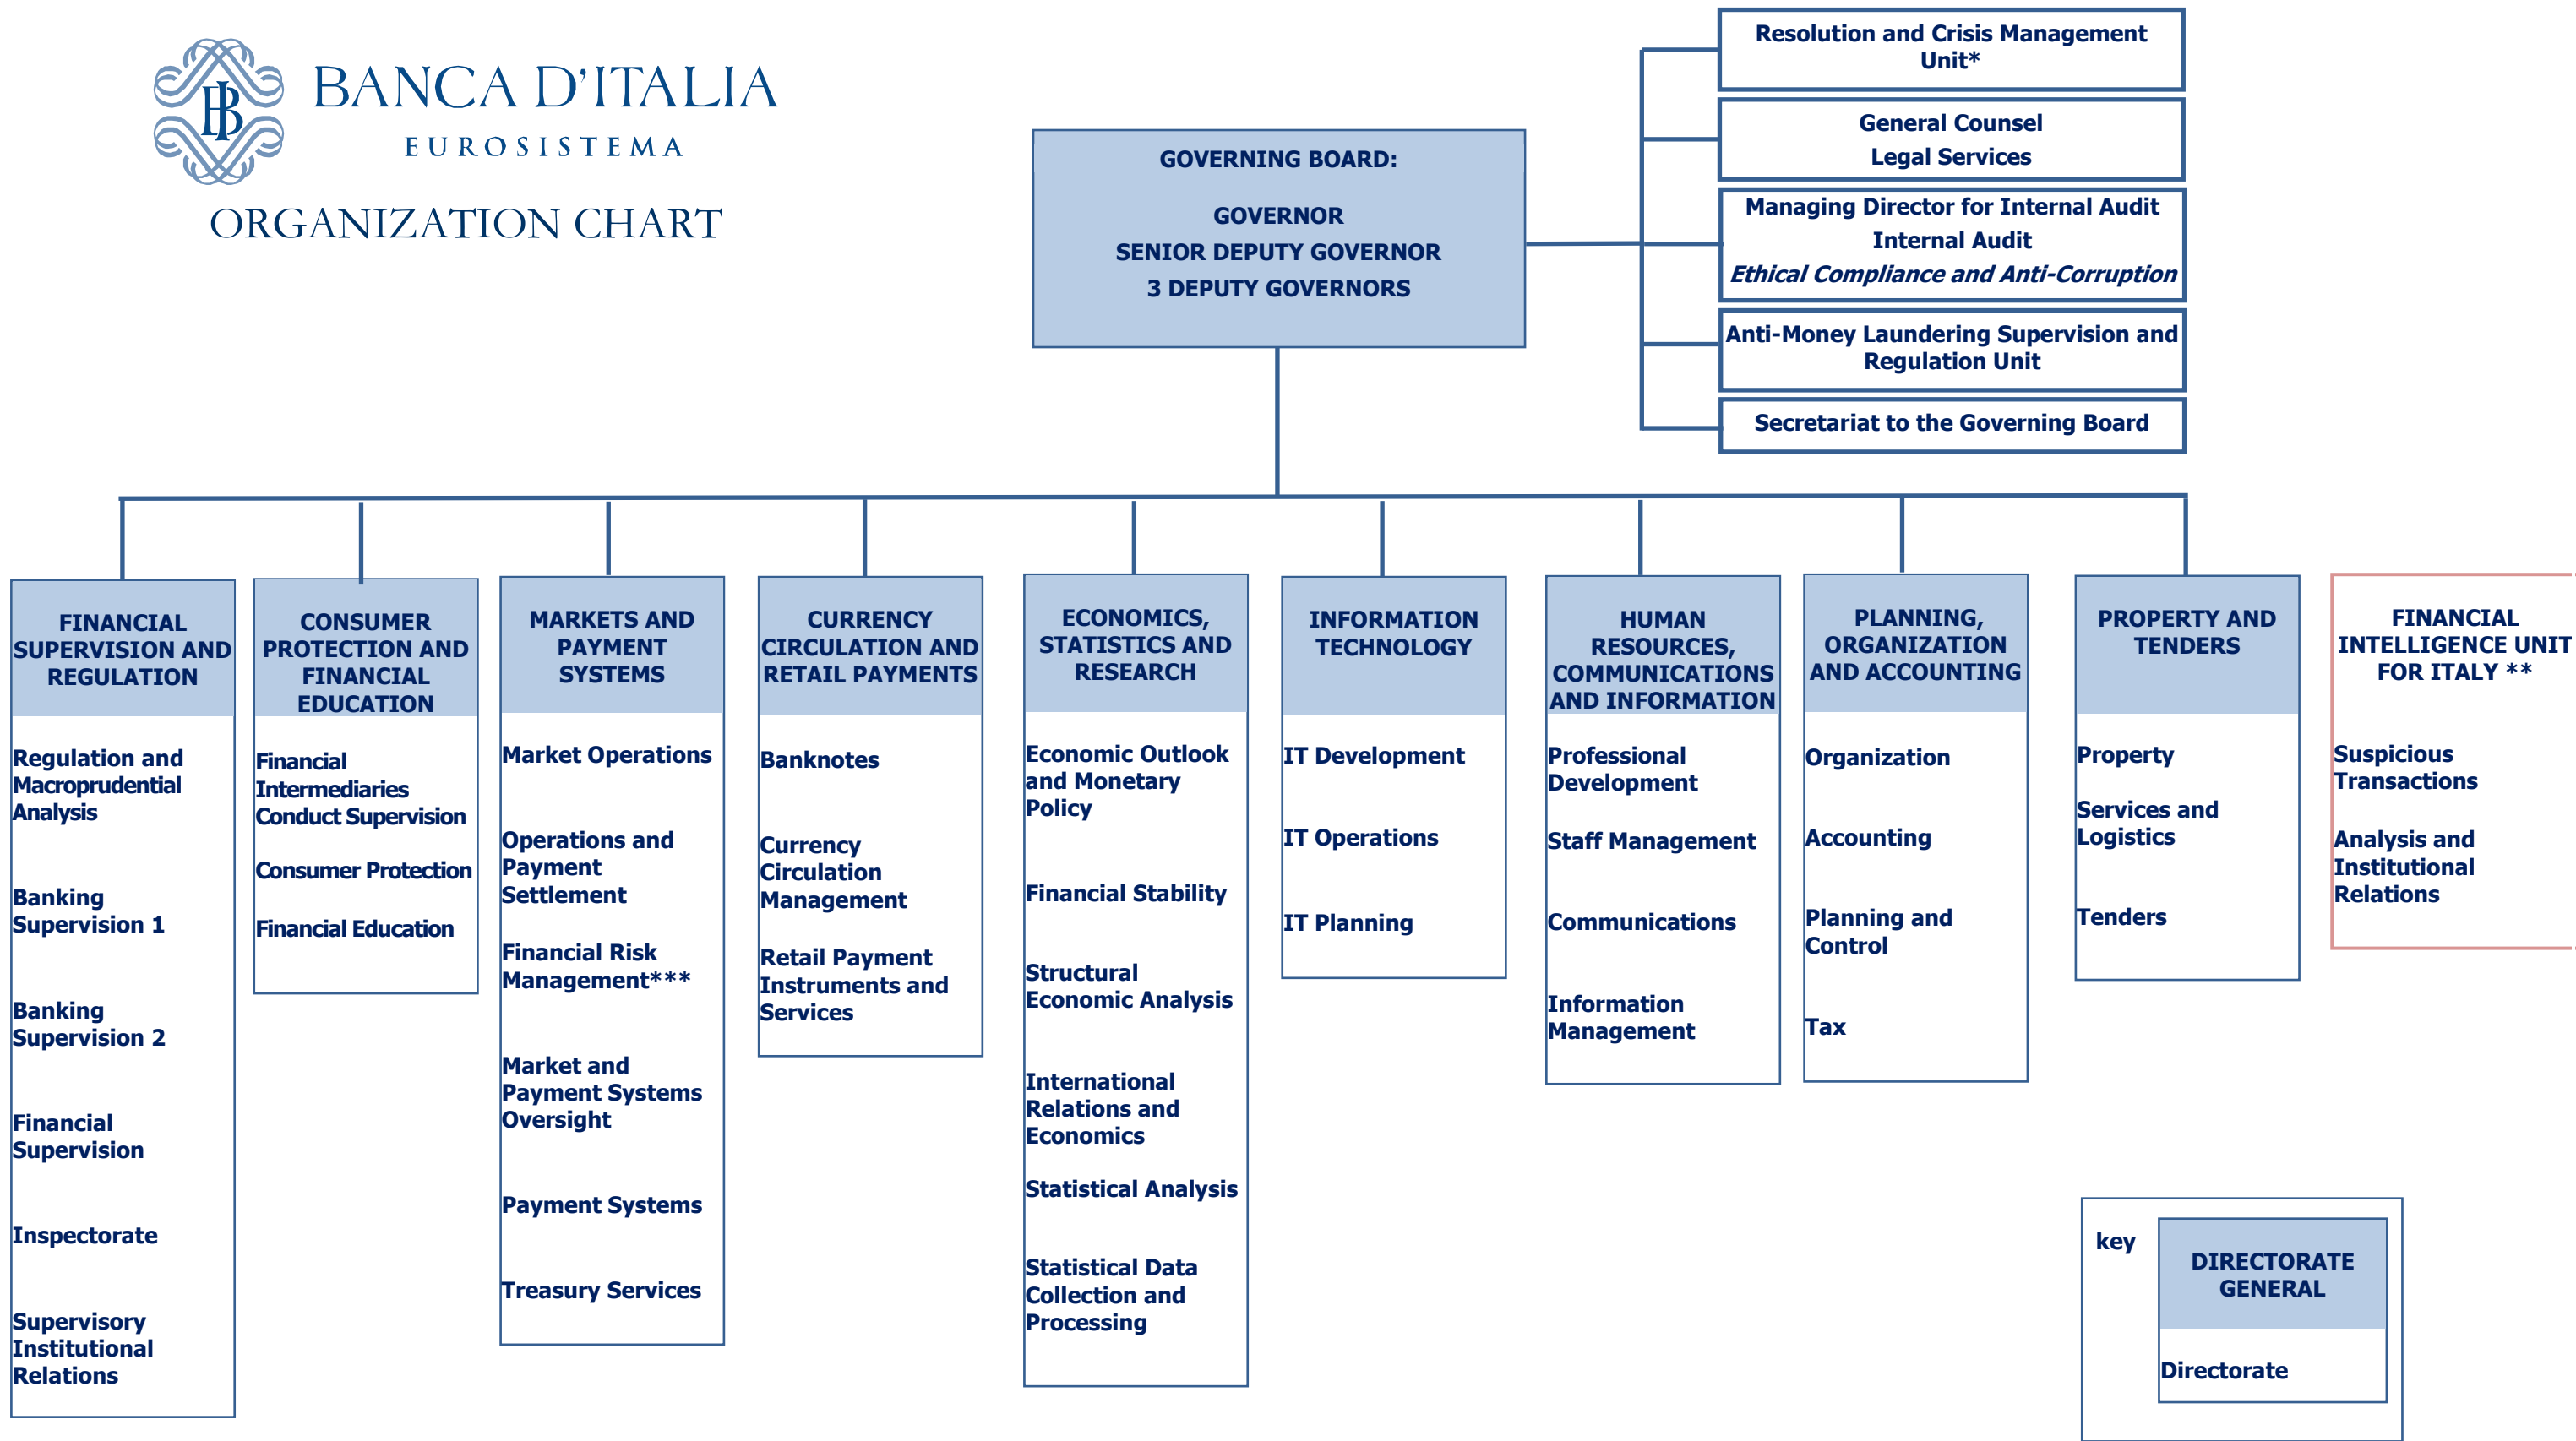 BANCA D'ITALIA
EUROSISTEMA
ORGANIZATION CHART
GOVERNING BOARD:
GOVERNOR
SENIOR DEPUTY GOVERNOR
3 DEPUTY GOVERNORS
Resolution and Crisis Management
Unit*
General Counsel
Legal Services
Managing Director for Internal Audit
Internal Audit
Ethical Compliance and Anti-Corruption
Anti-Money Laundering Supervision and
Regulation Unit
Secretariat to the Governing Board
FINANCIAL
SUPERVISION AND
REGULATION
Regulation and
Macroprudential
Analysis
Banking
Supervision 1
Banking
Supervision 2
Financial
Supervision
Inspectorate
Supervisory
Institutional
Relations
CONSUMER
PROTECTION AND
FINANCIAL
EDUCATION
Financial
Intermediaries
Conduct Supervision
Consumer Protection
Financial Education
MARKETS AND
PAYMENT
SYSTEMS
Market Operations
Operations and
Payment
Settlement
Financial Risk
Management***
Market and
Payment Systems
Oversight
Payment Systems
Treasury Services
CURRENCY
CIRCULATION AND
RETAIL PAYMENTS
Banknotes
Currency
Circulation
Management
Retail Payment
Instruments and
Services
ECONOMICS,
STATISTICS AND
RESEARCH
Economic Outlook
and Monetary
Policy
Financial Stability
Structural
Economic Analysis
International
Relations and
Economics
Statistical Analysis
Statistical Data
Collection and
Processing
INFORMATION
TECHNOLOGY
IT Development
IT Operations
IT Planning
HUMAN
RESOURCES,
COMMUNICATIONS
AND INFORMATION
Professional
Development
Staff Management
Communications
Information
Management
PLANNING,
ORGANIZATION
AND ACCOUNTING
Organization
Accounting
Planning and
Control
Tax
PROPERTY AND
TENDERS
Property
Services and
Logistics
Tenders
FINANCIAL
INTELLIGENCE UNIT
FOR ITALY **
Suspicious
Transactions
Analysis and
Institutional
Relations
key
DIRECTORATE
GENERAL
Directorate